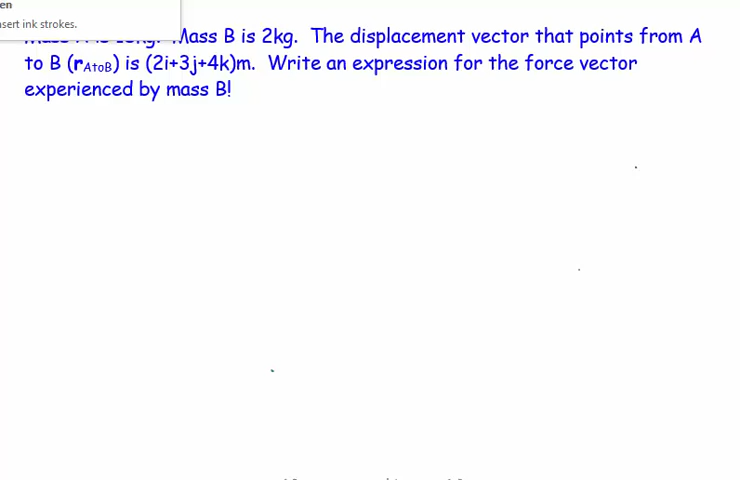 en
nsert ink strokes.
Mass B is 2kg. The displacement vector that points from A
to B (rAtoB) is (2i+3j+4k)m. Write an expression for the force vector
experienced by mass B!